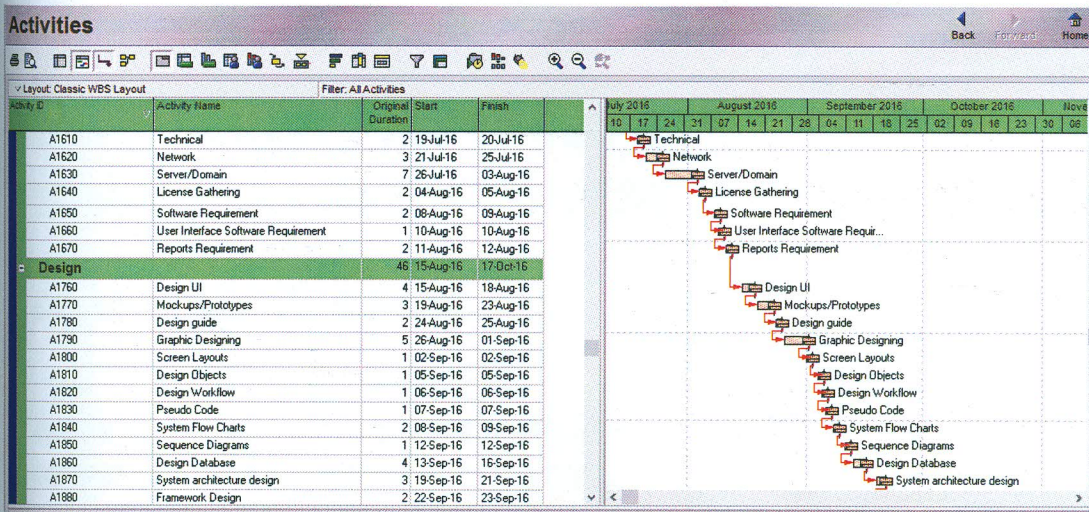 Activities
Back Forward Home
Layout: Classic WBS Layout Filter: All Activities
Activity ID Activity Name Original Duration Start Finish
July 2016 August 2016 September 2016 October 2016 Nove
10 17 24 31 07 14 21 28 04 11 18 25 02 09 16 23 30 06
A1610 Technical 2 19-Jul-16 20-Jul-16 Technical
A1620 Network 3 21-Jul-16 25-Jul-16 Network
A1630 Server/Domain 7 26-Jul-16 03-Aug-16 Server/Domain
A1640 License Gathering 2 04-Aug-16 05-Aug-16 License Gathering
A1650 Software Requirement 2 08-Aug-16 09-Aug-16 Software Requirement
A1660 User Interface Software Requirement 1 10-Aug-16 10-Aug-16 User Interface Software Requir...
A1670 Reports Requirement 2 11-Aug-16 12-Aug-16 Reports Requirement
Design 46 15-Aug-16 17-Oct-16
A1760 Design UI 4 15-Aug-16 18-Aug-16 Design UI
A1770 Mockups/Prototypes 3 19-Aug-16 23-Aug-16 Mockups/Prototypes
A1780 Design guide 2 24-Aug-16 25-Aug-16 Design guide
A1790 Graphic Designing 5 26-Aug-16 01-Sep-16 Graphic Designing
A1800 Screen Layouts 1 02-Sep-16 02-Sep-16 Screen Layouts
A1810 Design Objects 1 05-Sep-16 05-Sep-16 Design Objects
A1820 Design Workflow 1 06-Sep-16 06-Sep-16 Design Workflow
A1830 Pseudo Code 1 07-Sep-16 07-Sep-16 Pseudo Code
A1840 System Flow Charts 2 08-Sep-16 09-Sep-16 System Flow Charts
A1850 Sequence Diagrams 1 12-Sep-16 12-Sep-16 Sequence Diagrams
A1860 Design Database 4 13-Sep-16 16-Sep-16 Design Database
A1870 System architecture design 3 19-Sep-16 21-Sep-16 System architecture design
A1880 Framework Design 2 22-Sep-16 23-Sep-16